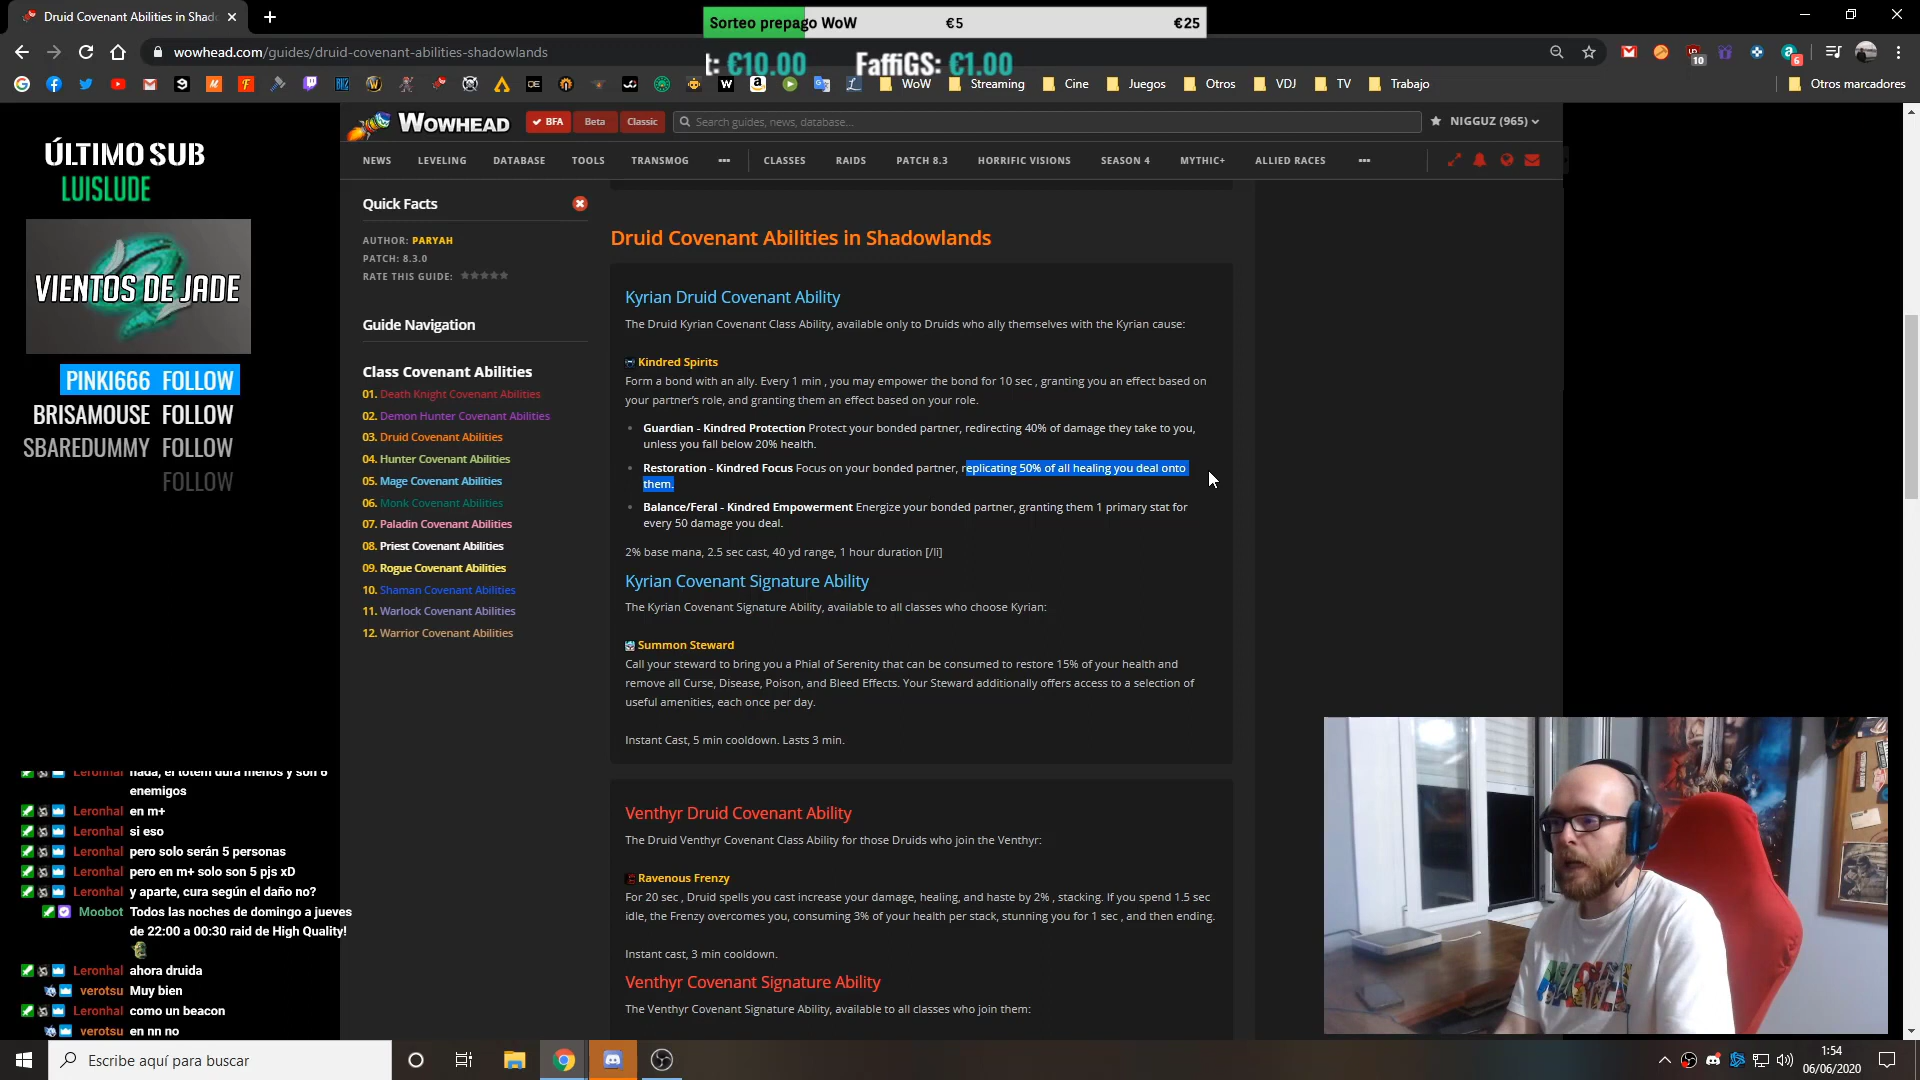 Druid Covenant Abilities in Shado
wowhead.com/guides/druid-covenant-abilities-shadowlands
Sorteo prepago WoW €5 €25
t: €10.00 FaffiGS: €1.00
WoW Streaming Cine Juegos Otros VDJ TV Trabajo Otros marcadores
WOWHEAD BFA Beta Classic Search guides, news, database... NIGGUZ (965)
NEWS LEVELING DATABASE TOOLS TRANSMOG CLASSES RAIDS PATCH 8.3 HORRIFIC VISIONS SEASON 4 MYTHIC+ ALLIED RACES
ÚLTIMO SUB
LUISLUDE
VIENTOS DE JADE
PINKI666 FOLLOW
BRISAMOUSE FOLLOW
SBAREDUMMY FOLLOW
FOLLOW
Quick Facts
AUTHOR: PARYAH
PATCH: 8.3.0
RATE THIS GUIDE:
Guide Navigation
Class Covenant Abilities
01. Death Knight Covenant Abilities
02. Demon Hunter Covenant Abilities
03. Druid Covenant Abilities
04. Hunter Covenant Abilities
05. Mage Covenant Abilities
06. Monk Covenant Abilities
07. Paladin Covenant Abilities
08. Priest Covenant Abilities
09. Rogue Covenant Abilities
10. Shaman Covenant Abilities
11. Warlock Covenant Abilities
12. Warrior Covenant Abilities
Druid Covenant Abilities in Shadowlands
Kyrian Druid Covenant Ability
The Druid Kyrian Covenant Class Ability, available only to Druids who ally themselves with the Kyrian cause:
Kindred Spirits
Form a bond with an ally. Every 1 min , you may empower the bond for 10 sec , granting you an effect based on
your partner's role, and granting them an effect based on your role.
Guardian - Kindred Protection Protect your bonded partner, redirecting 40% of damage they take to you,
unless you fall below 20% health.
Restoration - Kindred Focus Focus on your bonded partner, replicating 50% of all healing you deal onto
them.
Balance/Feral - Kindred Empowerment Energize your bonded partner, granting them 1 primary stat for
every 50 damage you deal.
2% base mana, 2.5 sec cast, 40 yd range, 1 hour duration [/li]
Kyrian Covenant Signature Ability
The Kyrian Covenant Signature Ability, available to all classes who choose Kyrian:
Summon Steward
Call your steward to bring you a Phial of Serenity that can be consumed to restore 15% of your health and
remove all Curse, Disease, Poison, and Bleed Effects. Your Steward additionally offers access to a selection of
useful amenities, each once per day.
Instant Cast, 5 min cooldown. Lasts 3 min.
Venthyr Druid Covenant Ability
The Druid Venthyr Covenant Class Ability for those Druids who join the Venthyr:
Ravenous Frenzy
For 20 sec , Druid spells you cast increase your damage, healing, and haste by 2% , stacking. If you spend 1.5 sec
idle, the Frenzy overcomes you, consuming 3% of your health per stack, stunning you for 1 sec , and then ending.
Instant cast, 3 min cooldown.
Venthyr Covenant Signature Ability
The Venthyr Covenant Signature Ability, available to all classes who join them:
Leronhal nada, el totem dura menos y son 6
enemigos
Leronhal en m+
Leronhal si eso
Leronhal pero solo serán 5 personas
Leronhal pero en m+ solo son 5 pjs xD
Leronhal y aparte, cura según el daño no?
Moobot Todos las noches de domingo a jueves
de 22:00 a 00:30 raid de High Quality!
Leronhal ahora druida
verotsu Muy bien
Leronhal como un beacon
verotsu en nn no
Escribe aquí para buscar
1:54
06/06/2020